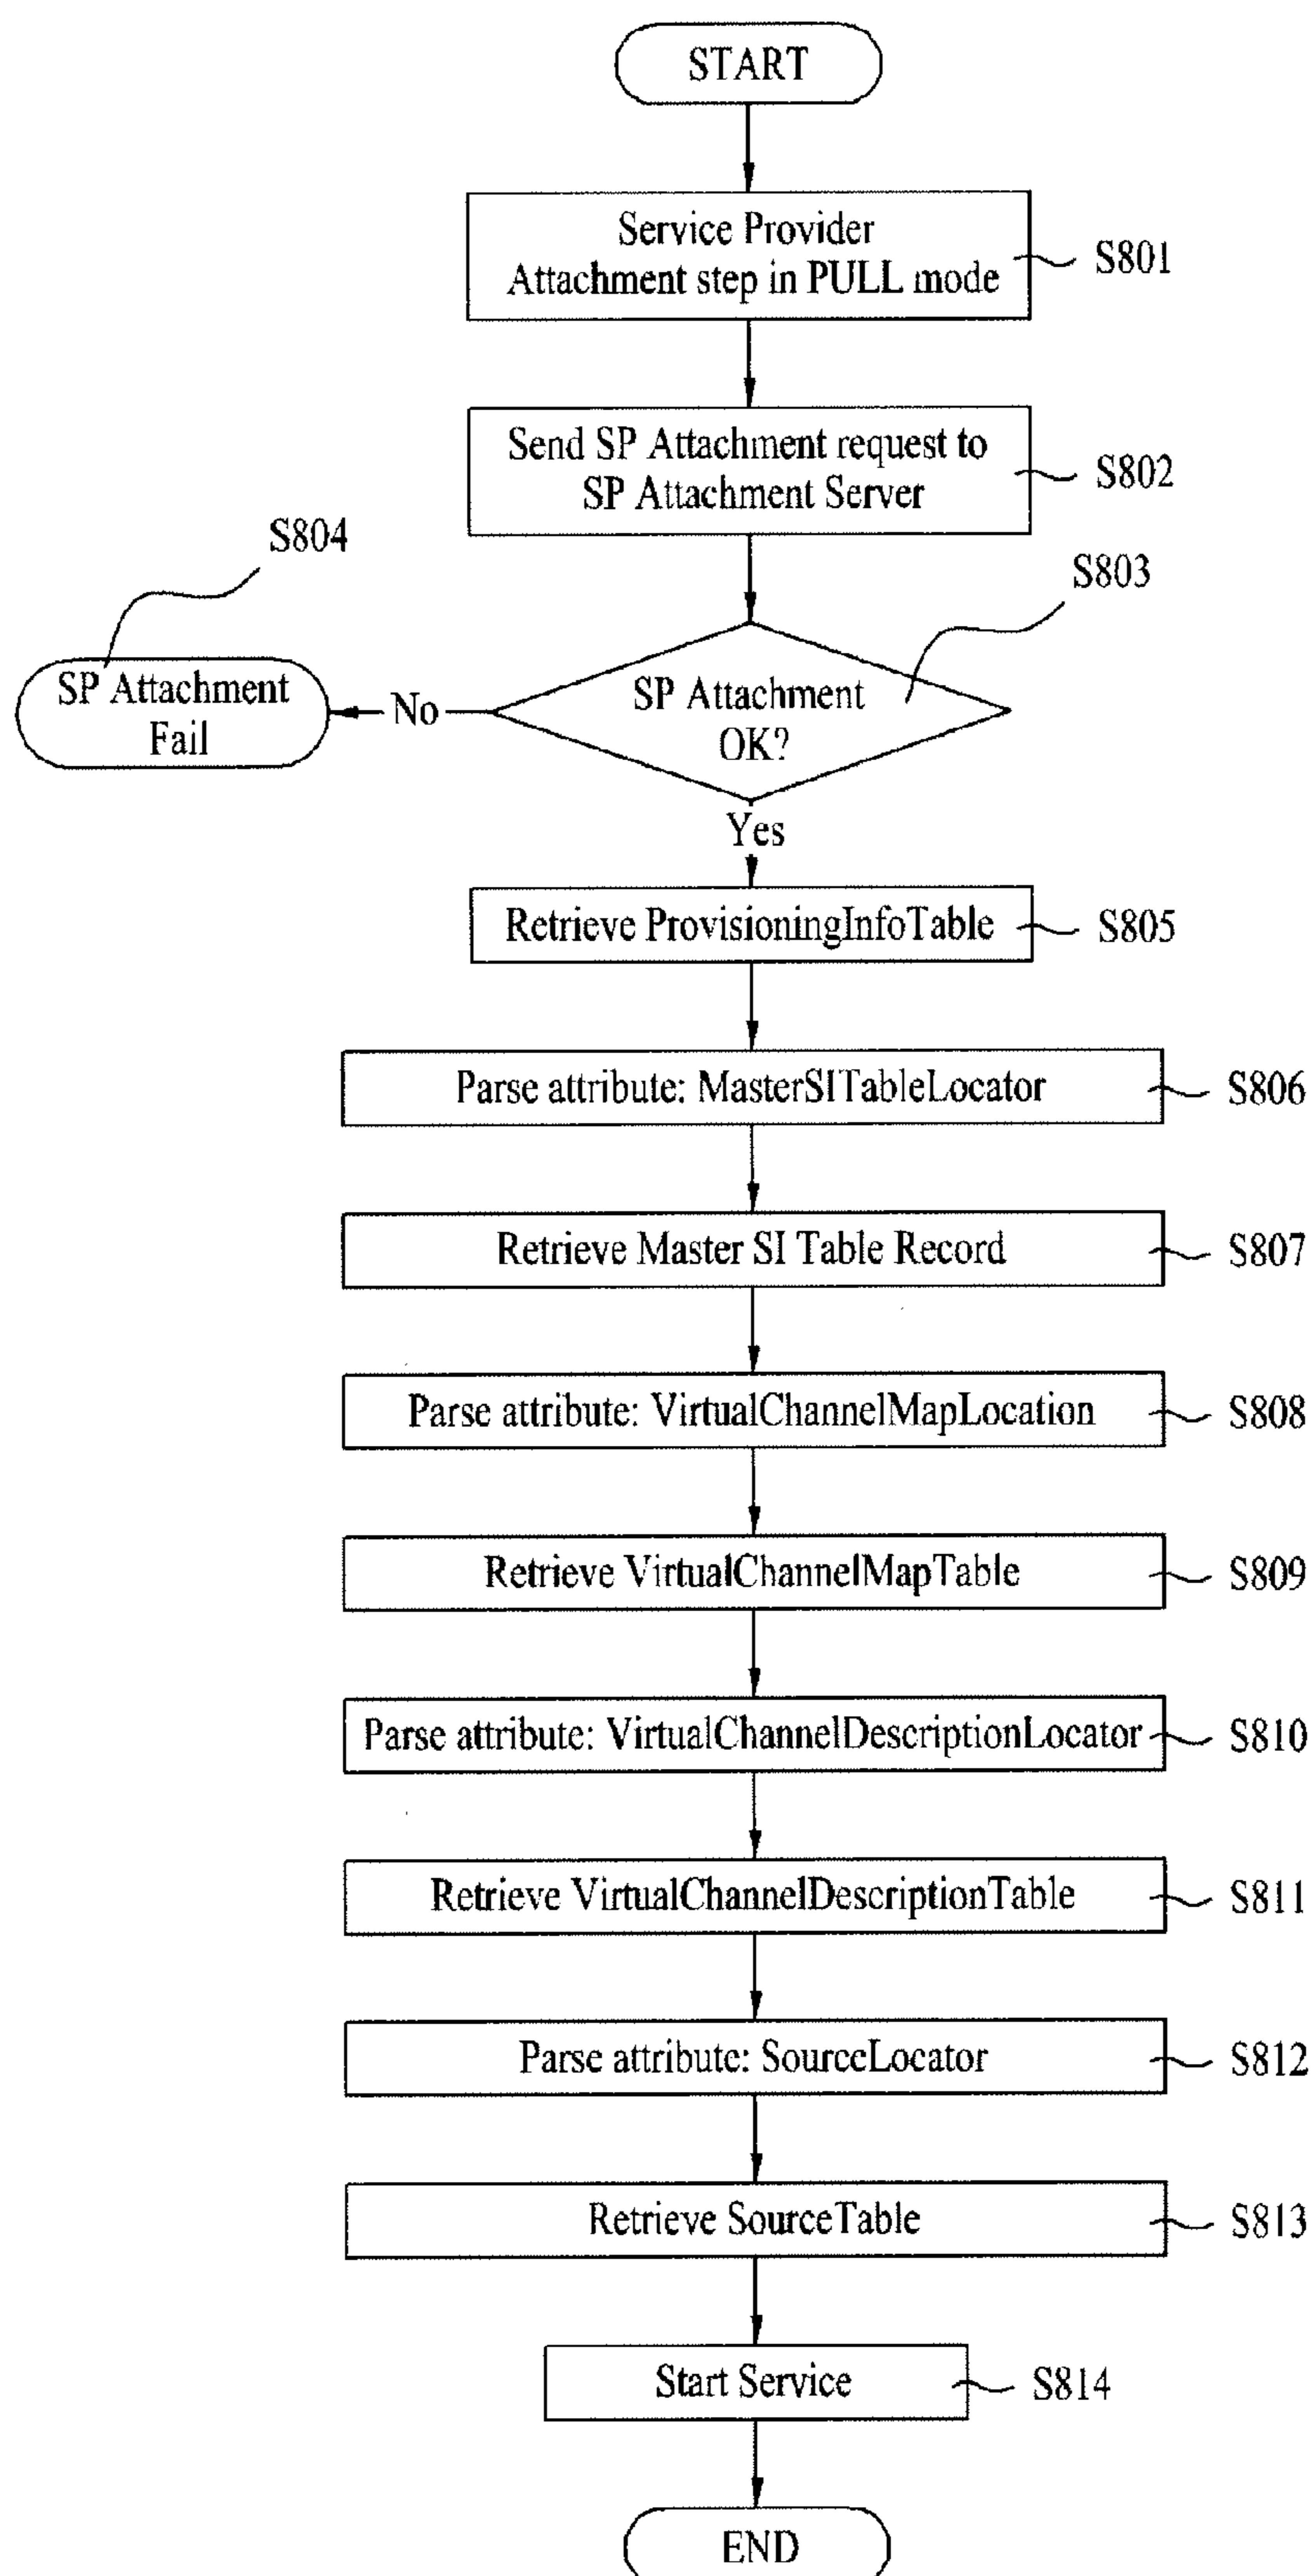 START
Service Provider
Attachment step in PULL mode
S801
Send SP Attachment request to
SP Attachment Server
S802
S804
S803
SP Attachment
Fail
No
SP Attachment
OK?
Yes
Retrieve ProvisioningInfoTable
S805
Parse attribute: MasterSITableLocator
S806
Retrieve Master SI Table Record
S807
Parse attribute: VirtualChannelMapLocation
S808
Retrieve VirtualChannelMapTable
S809
Parse attribute: VirtualChannelDescriptionLocator
S810
Retrieve VirtualChannelDescriptionTable
S811
Parse attribute: SourceLocator
S812
Retrieve SourceTable
S813
Start Service
S814
END